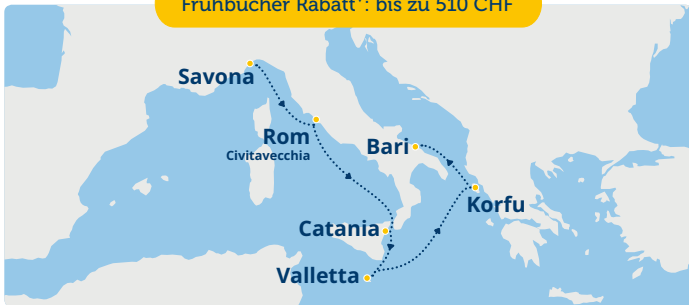 Frühbucher Rabatt*: bis zu 510 CHF
Savona
Rom
Civitavecchia
Bari
Korfu
Catania
Valletta